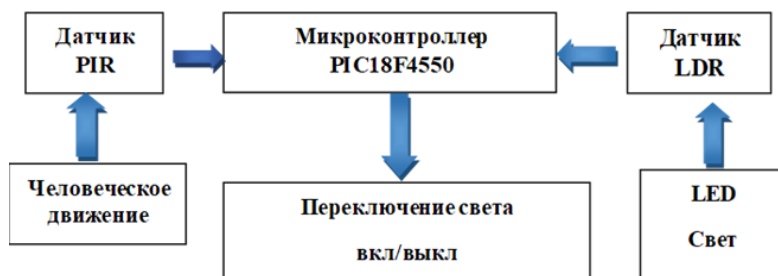 Датчик
PIR
Микроконтроллер
PIC18F4550
Датчик
LDR
Человеческое
движение
Переключение света
вкл/выкл
LED
Свет